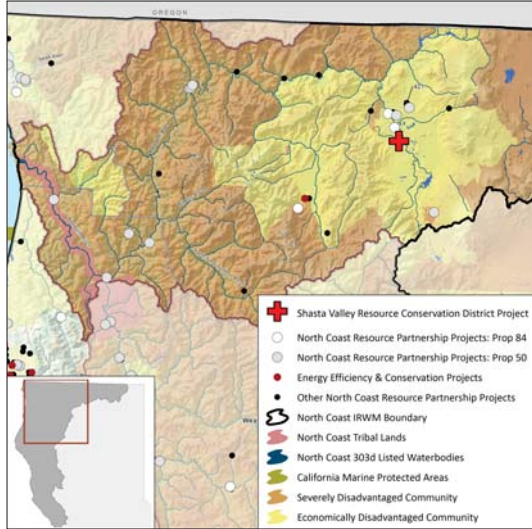 OREGON
Shasta Valley Resource Conservation District Project
North Coast Resource Partnership Projects: Prop 84
North Coast Resource Partnership Projects: Prop 50
Energy Efficiency & Conservation Projects
Other North Coast Resource Partnership Projects
North Coast IRWM Boundary
North Coast Tribal Lands
North Coast 303d Listed Waterbodies
California Marine Protected Areas
Severely Disadvantaged Community
Economically Disadvantaged Community